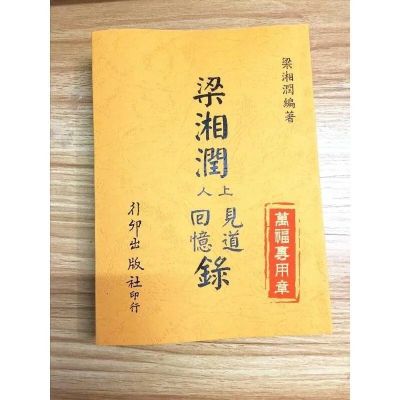 梁湘潤編著
梁湘潤
上人
見道
回憶
錄
萬福專用章
行卯出版社印行